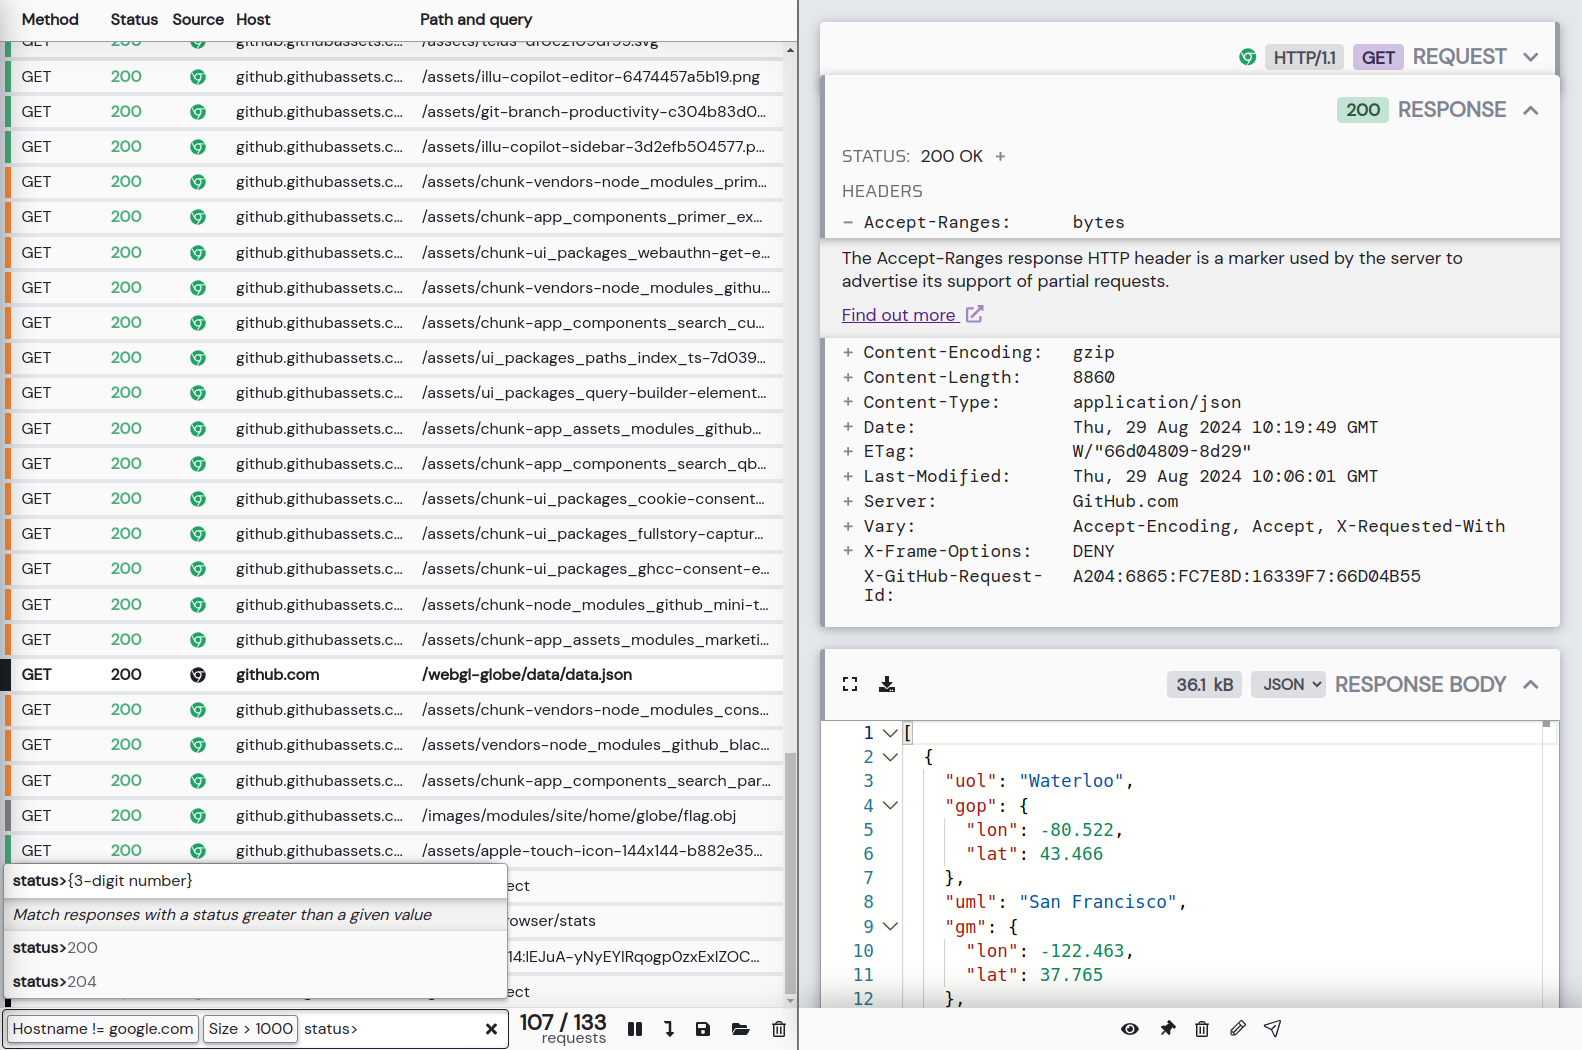 Method Status Source Host Path and query
GET 200 github.githubassets.c... /assets/telus-df0e2109df99.svg
GET 200 github.githubassets.c... /assets/illu-copilot-editor-6474457a5b19.png
GET 200 github.githubassets.c... /assets/git-branch-productivity-c304b83d0...
GET 200 github.githubassets.c... /assets/illu-copilot-sidebar-3d2efb504577.p...
GET 200 github.githubassets.c... /assets/chunk-vendors-node_modules_prim...
GET 200 github.githubassets.c... /assets/chunk-app_components_primer_ex...
GET 200 github.githubassets.c... /assets/chunk-ui_packages_webauthn-get-e...
GET 200 github.githubassets.c... /assets/chunk-vendors-node_modules_githu...
GET 200 github.githubassets.c... /assets/chunk-app_components_search_cu...
GET 200 github.githubassets.c... /assets/ui_packages_paths_index_ts-7d039...
GET 200 github.githubassets.c... /assets/ui_packages_query-builder-element...
GET 200 github.githubassets.c... /assets/chunk-app_assets_modules_github...
GET 200 github.githubassets.c... /assets/chunk-app_components_search_qb...
GET 200 github.githubassets.c... /assets/chunk-ui_packages_cookie-consent...
GET 200 github.githubassets.c... /assets/chunk-ui_packages_fullstory-captur...
GET 200 github.githubassets.c... /assets/chunk-ui_packages_ghcc-consent-e...
GET 200 github.githubassets.c... /assets/chunk-node_modules_github_mini-t...
GET 200 github.githubassets.c... /assets/chunk-app_assets_modules_marketi...
GET 200 github.com /webgl-globe/data/data.json
GET 200 github.githubassets.c... /assets/chunk-vendors-node_modules_cons...
GET 200 github.githubassets.c... /assets/vendors-node_modules_github_blac...
GET 200 github.githubassets.c... /assets/chunk-app_components_search_par...
GET 200 github.githubassets.c... /images/modules/site/home/globe/flag.obj
GET 200 github.githubassets.c... /assets/apple-touch-icon-144x144-b882e35...
ect
rowser/stats
14:IEJuA-yNyEYIRqogp0zxExIZOC...
ect
status>{3-digit number}
Match responses with a status greater than a given value
status>200
status>204
Hostname != google.com Size > 1000 status>
107 / 133
requests
HTTP/1.1 GET REQUEST
200 RESPONSE
STATUS: 200 OK +
HEADERS
− Accept-Ranges: bytes
The Accept-Ranges response HTTP header is a marker used by the server to
advertise its support of partial requests.
Find out more
+ Content-Encoding: gzip
+ Content-Length: 8860
+ Content-Type: application/json
+ Date: Thu, 29 Aug 2024 10:19:49 GMT
+ ETag: W/"66d04809-8d29"
+ Last-Modified: Thu, 29 Aug 2024 10:06:01 GMT
+ Server: GitHub.com
+ Vary: Accept-Encoding, Accept, X-Requested-With
+ X-Frame-Options: DENY
X-GitHub-Request- A204:6865:FC7E8D:16339F7:66D04B55
Id:
36.1 kB JSON RESPONSE BODY
1 [
2 {
3 "uol": "Waterloo",
4 "gop": {
5 "lon": -80.522,
6 "lat": 43.466
7 },
8 "uml": "San Francisco",
9 "gm": {
10 "lon": -122.463,
11 "lat": 37.765
12 },